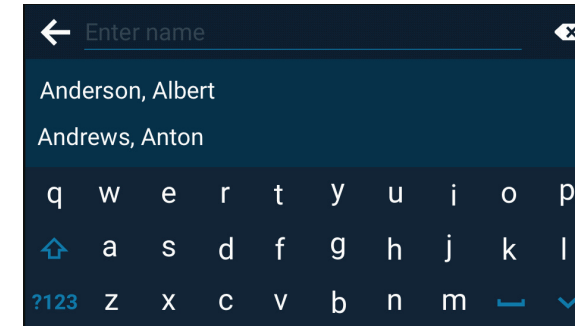 Enter name
Anderson, Albert
Andrews, Anton
q w e r t y u i o p
a s d f g h j k l
?123 z x c v b n m